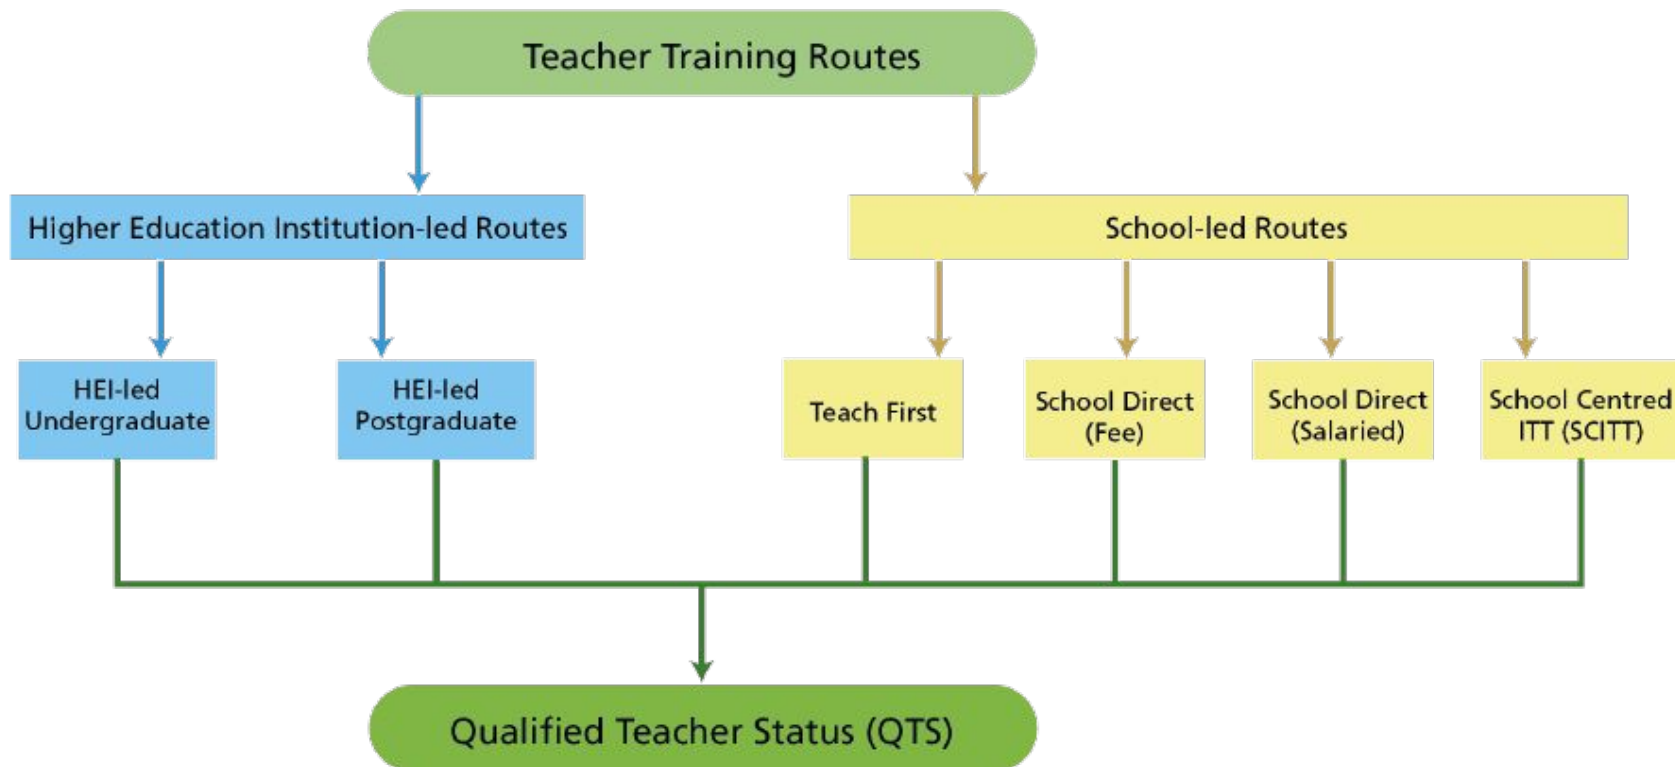 Teacher Training Routes
Higher Education Institution-led Routes
School-led Routes
HEI-led
Undergraduate
HEI-led
Postgraduate
Teach First
School Direct
(Fee)
School Direct
(Salaried)
School Centred
ITT (SCITT)
Qualified Teacher Status (QTS)